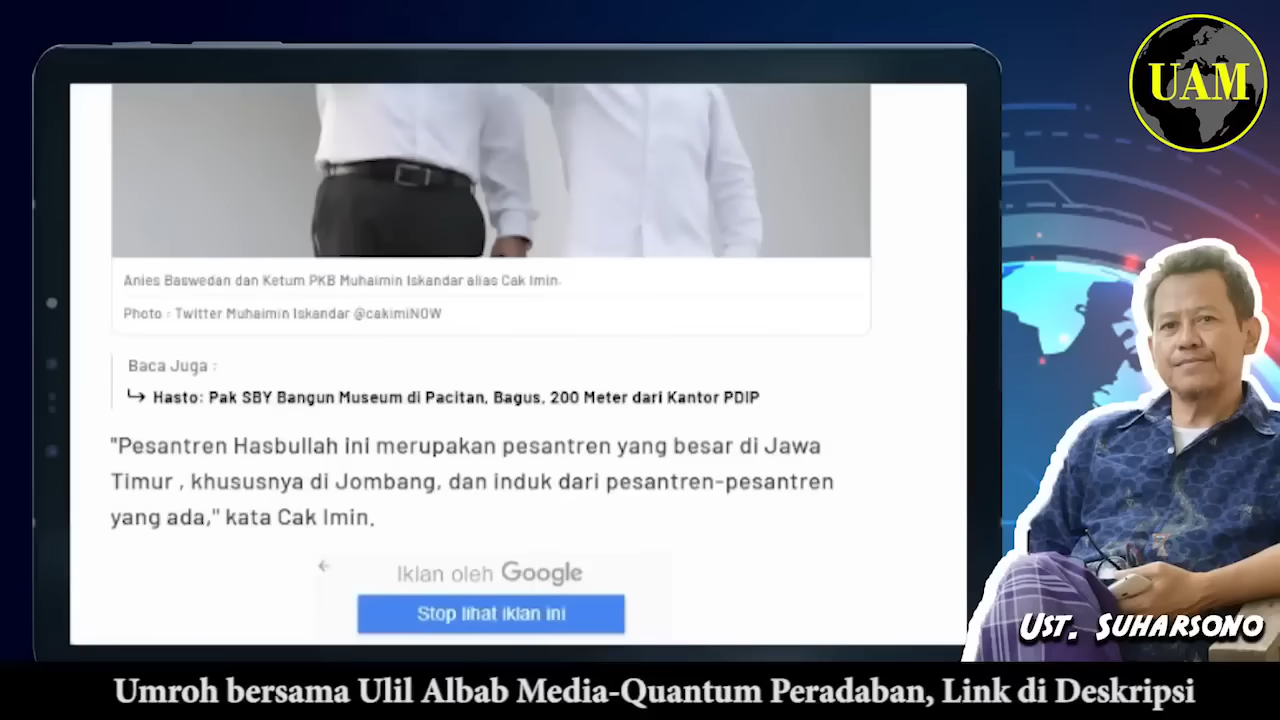 UAM
Anies Baswedan dan Ketum PKB Muhaimin Iskandar alias Cak Imin.
Photo : Twitter Muhaimin Iskandar @cakimiNOW
Baca Juga :
Hasto: Pak SBY Bangun Museum di Pacitan, Bagus, 200 Meter dari Kantor PDIP
"Pesantren Hasbullah ini merupakan pesantren yang besar di Jawa
Timur , khususnya di Jombang, dan induk dari pesantren-pesantren
yang ada," kata Cak Imin.
Iklan oleh Google
Stop lihat iklan ini
Ust. Suharsono
Umroh bersama Ulil Albab Media-Quantum Peradaban, Link di Deskripsi